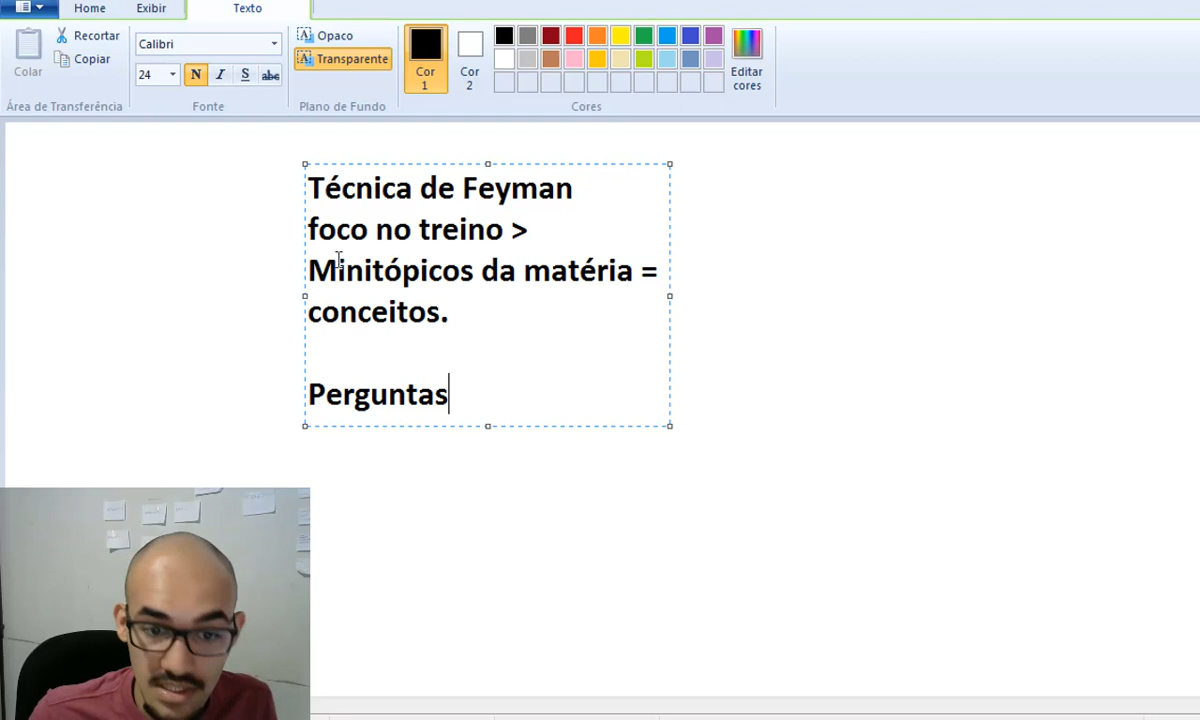 Home Exibir Texto
Recortar
Copiar
Colar
Área de Transferência
Calibri
24 N I S abc
Fonte
Opaco
Transparente
Plano de Fundo
Cor 1
Cor 2
Cores
Editar cores
Técnica de Feyman
foco no treino >
Minitópicos da matéria =
conceitos.
Perguntas